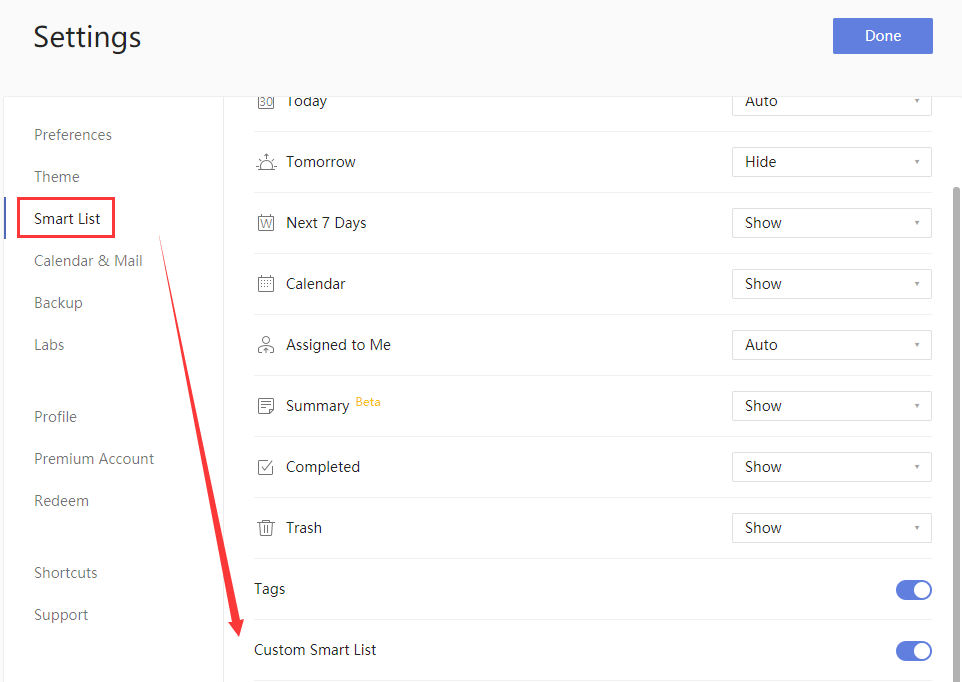 Settings
Done
Preferences
Theme
Smart List
Calendar & Mail
Backup
Labs
Profile
Premium Account
Redeem
Shortcuts
Support
30 Today Auto
Tomorrow Hide
W Next 7 Days Show
Calendar Show
Assigned to Me Auto
Summary Beta Show
Completed Show
Trash Show
Tags
Custom Smart List